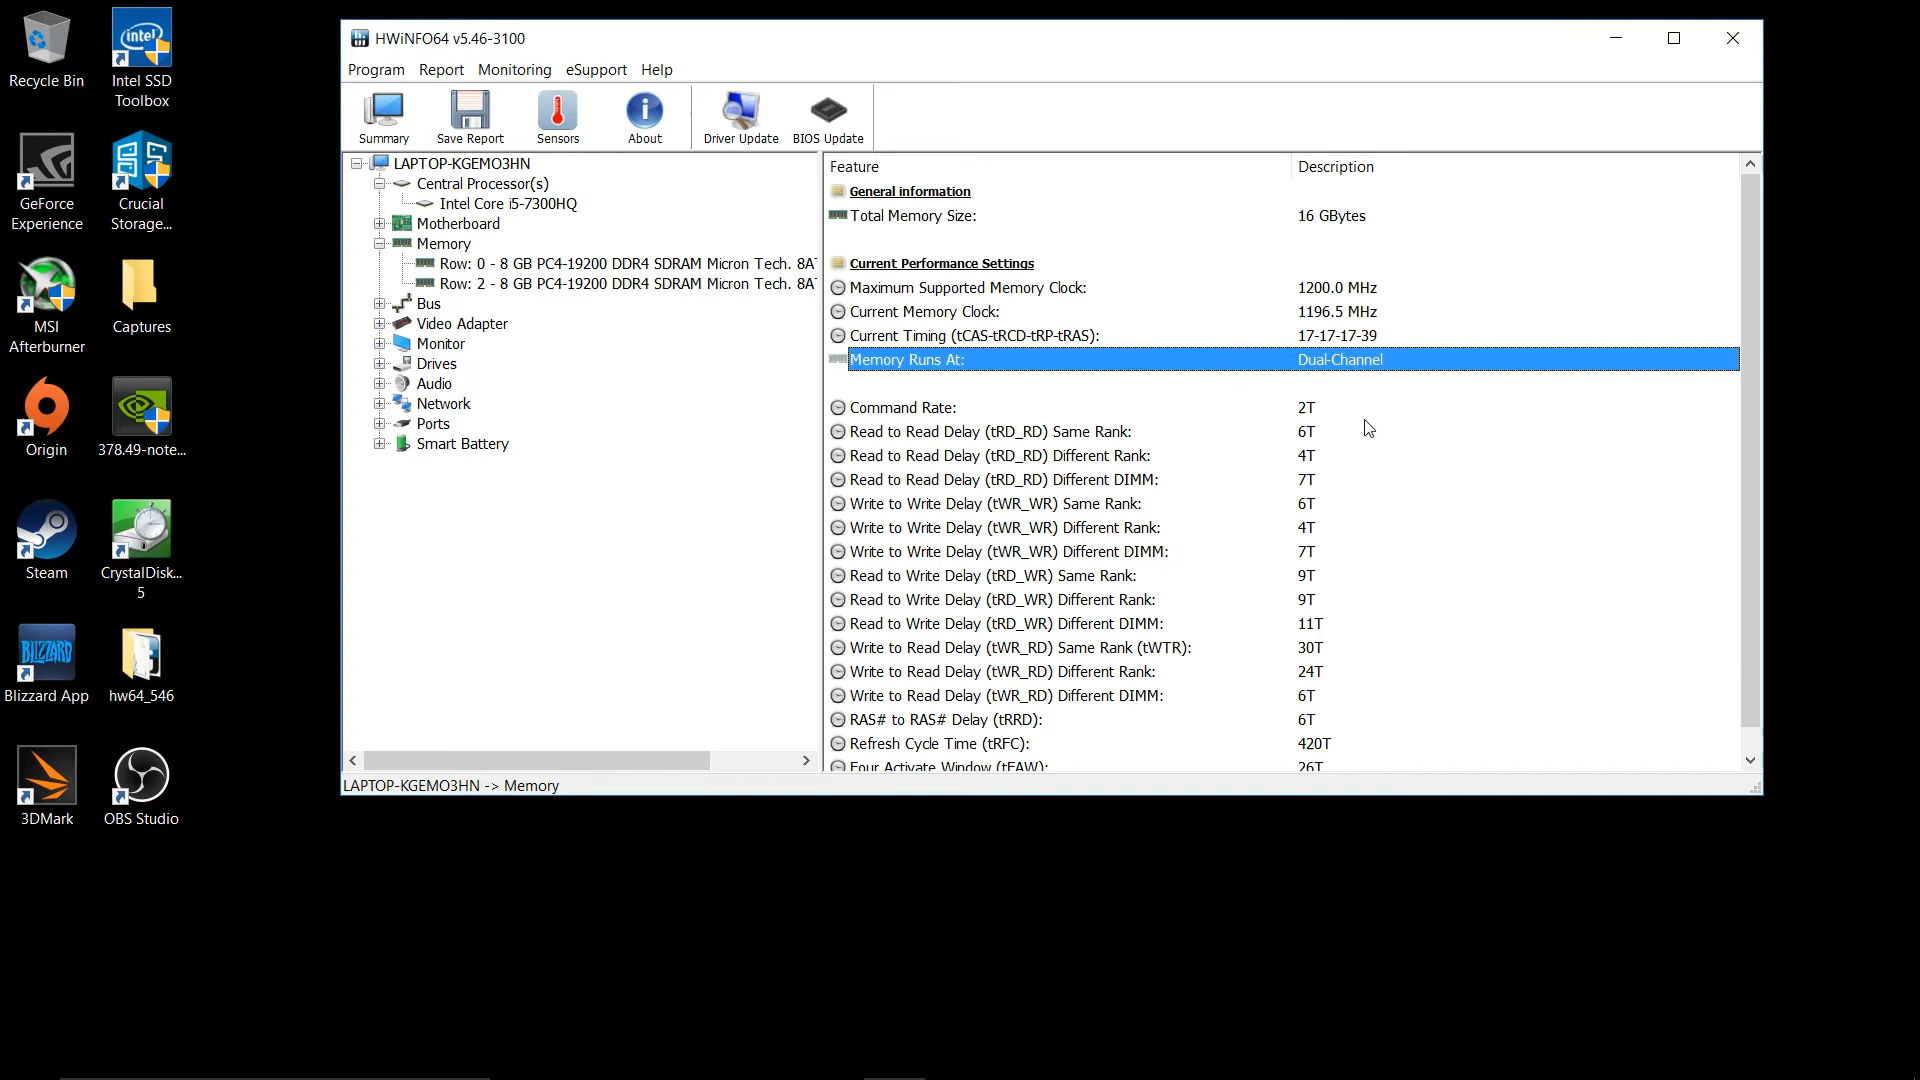 Recycle Bin
Intel SSD
Toolbox
GeForce
Experience
Crucial
Storage...
MSI
Afterburner
Captures
Origin
378.49-note...
Steam
CrystalDisk...
5
BLIZZARD
Blizzard App
hw64_546
3DMark
OBS Studio
intel
HWiNFO64 v5.46-3100
Program Report Monitoring eSupport Help
Summary Save Report Sensors About Driver Update BIOS Update
LAPTOP-KGEMO3HN
Central Processor(s)
Intel Core i5-7300HQ
Motherboard
Memory
Row: 0 - 8 GB PC4-19200 DDR4 SDRAM Micron Tech. 8A
Row: 2 - 8 GB PC4-19200 DDR4 SDRAM Micron Tech. 8A
Bus
Video Adapter
Monitor
Drives
Audio
Network
Ports
Smart Battery
Feature Description
General information
Total Memory Size: 16 GBytes
Current Performance Settings
Maximum Supported Memory Clock: 1200.0 MHz
Current Memory Clock: 1196.5 MHz
Current Timing (tCAS-tRCD-tRP-tRAS): 17-17-17-39
Memory Runs At: Dual-Channel
Command Rate: 2T
Read to Read Delay (tRD_RD) Same Rank: 6T
Read to Read Delay (tRD_RD) Different Rank: 4T
Read to Read Delay (tRD_RD) Different DIMM: 7T
Write to Write Delay (tWR_WR) Same Rank: 6T
Write to Write Delay (tWR_WR) Different Rank: 4T
Write to Write Delay (tWR_WR) Different DIMM: 7T
Read to Write Delay (tRD_WR) Same Rank: 9T
Read to Write Delay (tRD_WR) Different Rank: 9T
Read to Write Delay (tRD_WR) Different DIMM: 11T
Write to Read Delay (tWR_RD) Same Rank (tWTR): 30T
Write to Read Delay (tWR_RD) Different Rank: 24T
Write to Read Delay (tWR_RD) Different DIMM: 6T
RAS# to RAS# Delay (tRRD): 6T
Refresh Cycle Time (tRFC): 420T
Four Activate Window (tFAW): 26T
LAPTOP-KGEMO3HN -> Memory